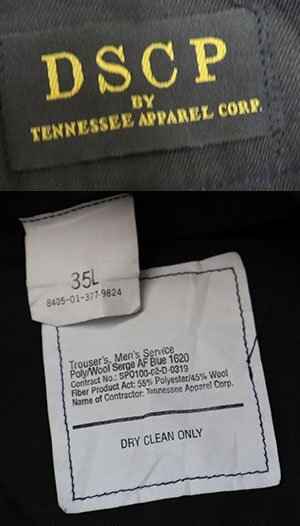 DSCP
BY
TENNESSEE APPAREL CORP.
35L
8405-01-377-9824
Trouser's, Men's Service
Poly/Wool Serge AF Blue 1620
Contract No.: SPO100-02-D-0319
Fiber Product Act: 55% Polyester/45% Wool
Name of Contractor: Tennessee Apparel Corp.
DRY CLEAN ONLY